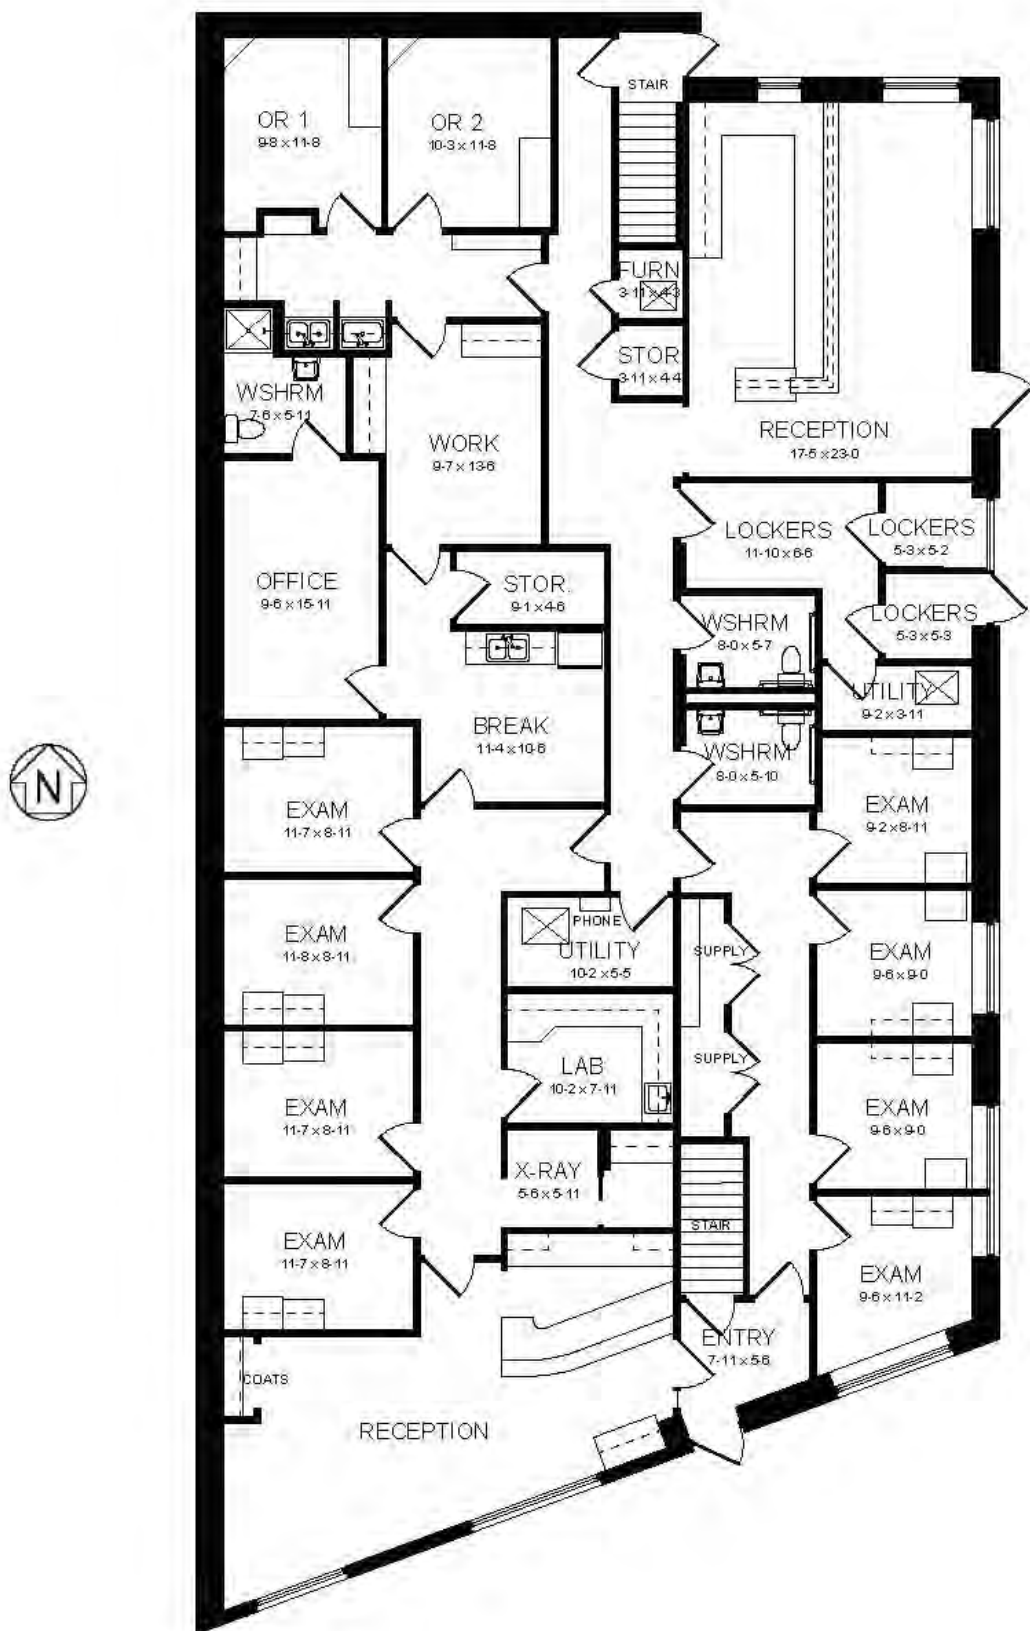 STAIR
OR 1
9-8 x 11-8
OR 2
10-3 x 11-8
FURN
3-11 x 4-3
STOR
3-11 x 4-4
WSHRM
7-6 x 5-11
WORK
9-7 x 13-6
RECEPTION
17-5 x 23-0
LOCKERS
11-10 x 6-6
LOCKERS
5-3 x 5-2
OFFICE
9-6 x 15-11
STOR.
9-1 x 4-6
LOCKERS
5-3 x 5-3
WSHRM
8-0 x 5-7
UTILITY
9-2 x 3-11
BREAK
11-4 x 10-6
WSHRM
8-0 x 5-10
N
EXAM
11-7 x 8-11
EXAM
9-2 x 8-11
PHONE
EXAM
11-8 x 8-11
UTILITY
10-2 x 5-5
SUPPLY
EXAM
9-6 x 9-0
SUPPLY
LAB
10-2 x 7-11
EXAM
11-7 x 8-11
EXAM
9-6 x 9-0
X-RAY
5-6 x 5-11
STAIR
EXAM
11-7 x 8-11
EXAM
9-6 x 11-2
ENTRY
7-11 x 5-6
COATS
RECEPTION